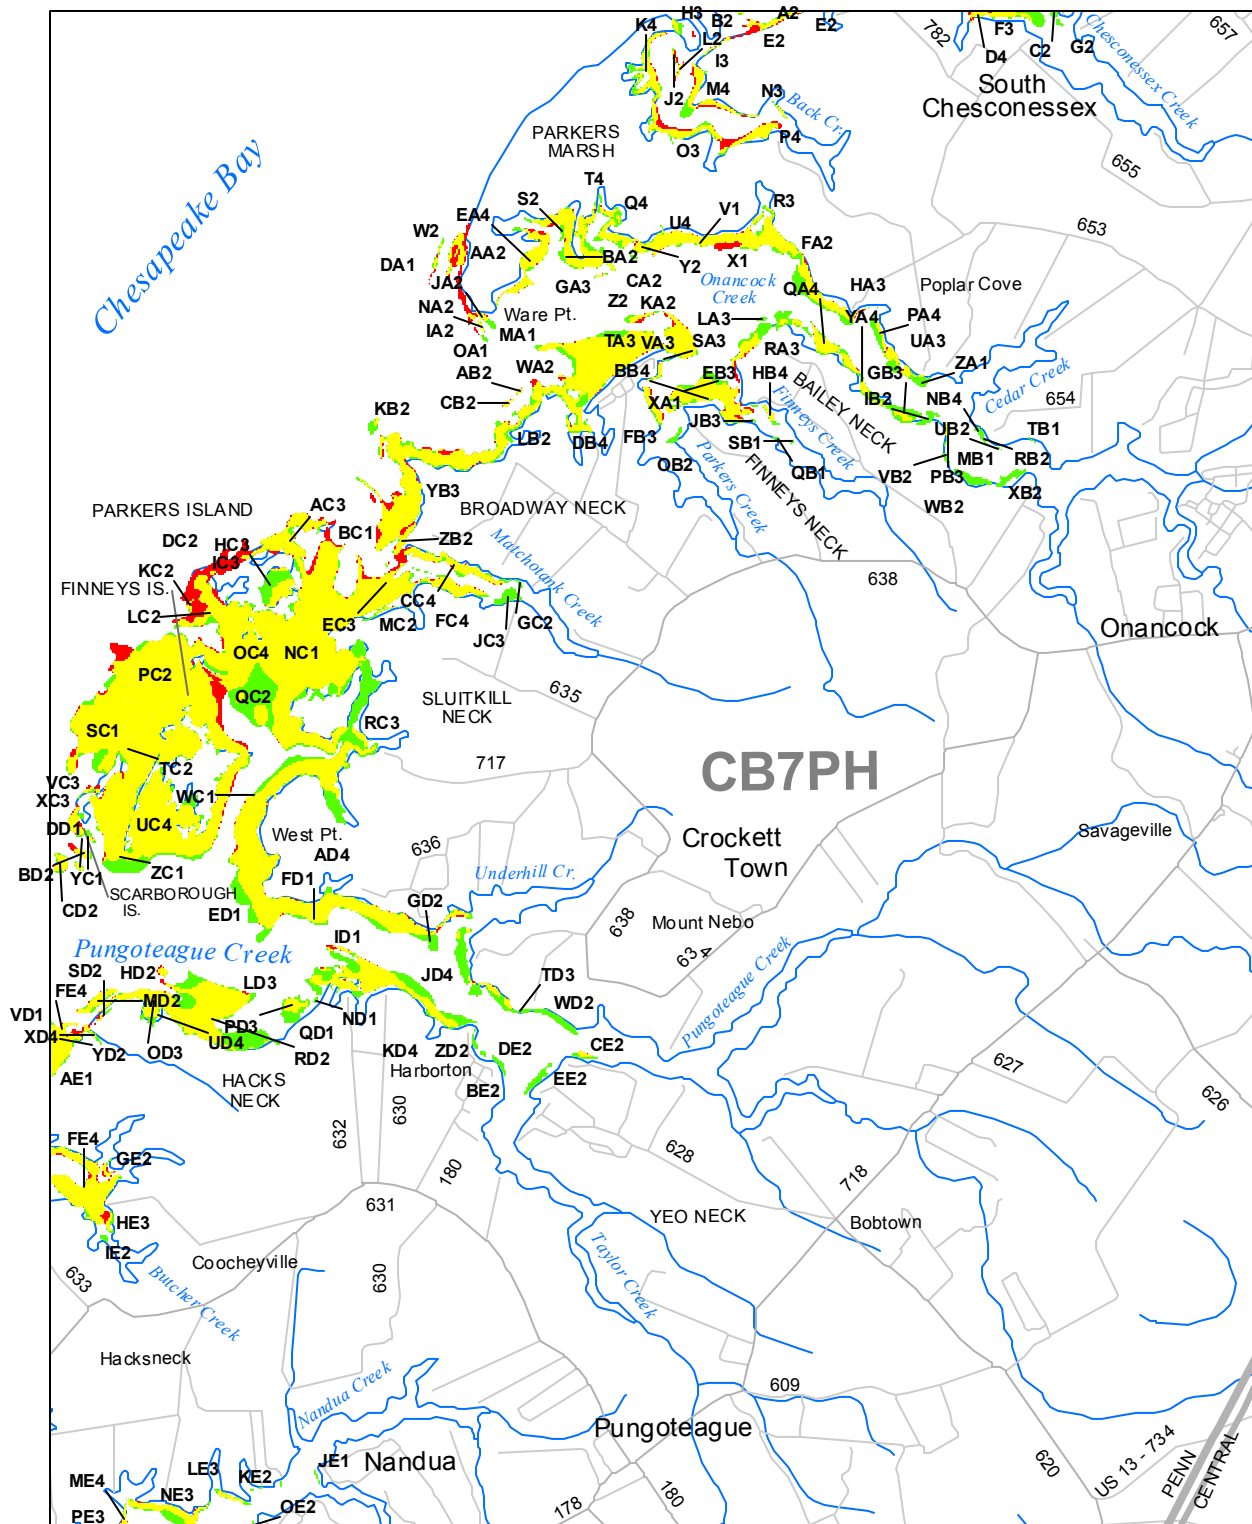 H3
B2
A2
E2
E2
K4
L2
I3
J2
M4
N3
O3
P4
Back Cr.
782
F3
D4
C2
G2
657
Chesconessex Creek
South
Chesconessex
655
653
PARKERS
MARSH
Chesapeake Bay
T4
S2
Q4
EA4
W2
AA2
DA1
JA2
NA2
IA2
OA1
MA1
Ware Pt.
GA3
BA2
CA2
Z2
KA2
U4
V1
R3
Y2
X1
FA2
Onancock
Creek
QA4
HA3
Poplar Cove
YA4
PA4
UA3
LA3
TA3
VA3
SA3
RA3
GB3
ZA1
WA2
AB2
CB2
BB4
EB3
HB4
XA1
JB3
KB2
LB2
DB4
FB3
OB2
SB1
QB1
BAILEY NECK
Finneys Creek
FINNEYS NECK
Parkers Creek
IB2
NB4
Cedar Creek
654
UB2
TB1
MB1
RB2
VB2
PB3
XB2
WB2
YB3
BROADWAY NECK
PARKERS ISLAND
AC3
BC1
ZB2
Matchotank Creek
DC2
HC3
IC3
KC2
FINNEYS IS.
LC2
EC3
MC2
CC4
FC4
JC3
GC2
638
Onancock
OC4
NC1
PC2
QC2
SLUITKILL
NECK
635
RC3
SC1
TC2
717
CB7PH
VC3
XC3
WC1
UC4
DD1
BD2
YC1
ZC1
CD2
SCARBOROUGH
IS.
West Pt.
AD4
636
Crockett
Town
Savageville
Underhill Cr.
FD1
GD2
ED1
638
Mount Nebo
634
Pungoteague Creek
Pungoteague Creek
ID1
JD4
SD2
HD2
LD3
FE4
MD2
VD1
XD4
YD2
OD3
PD3
UD4
QD1
ND1
RD2
AE1
TD3
WD2
KD4
ZD2
DE2
CE2
Harborton
BE2
EE2
HACKS
NECK
627
626
632
630
180
628
718
FE4
GE2
631
HE3
IE2
YEO NECK
Bobtown
Coocheyville
633
Butcher Creek
630
Taylor Creek
Hacksneck
Nandua Creek
609
Pungoteague
Nandua
JE1
LE3
KE2
ME4
NE3
OE2
PE3
178
180
620
US 13 - 734
PENN
CENTRAL